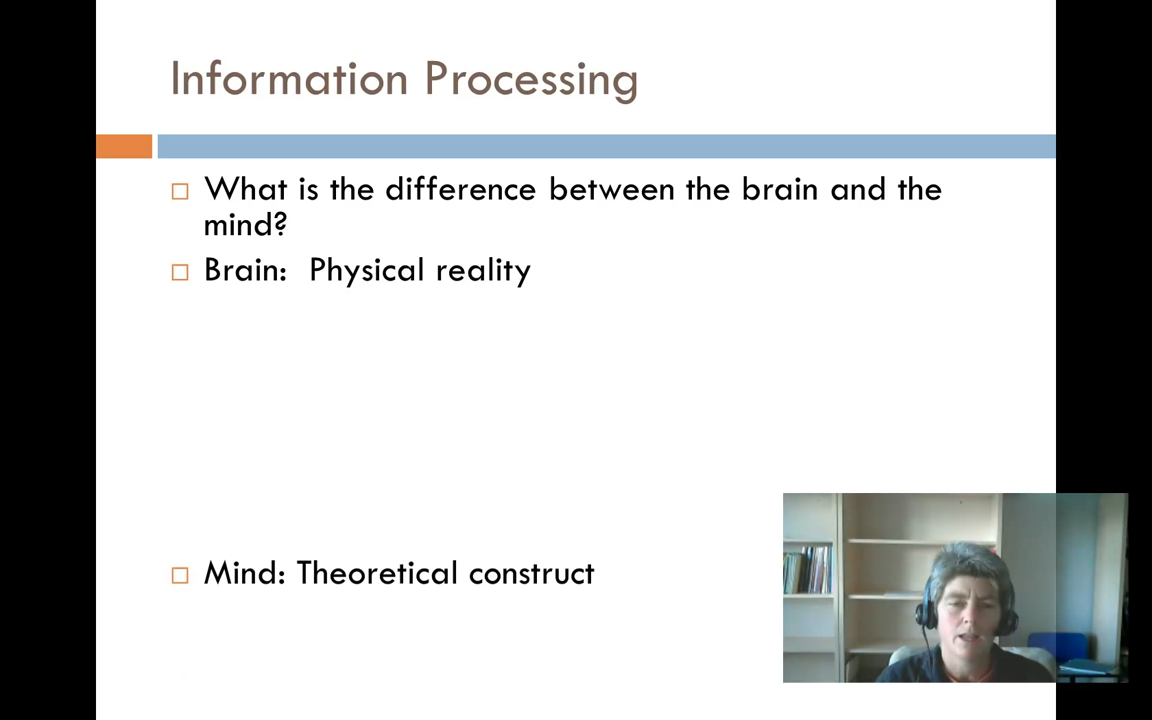 Information Processing
What is the difference between the brain and the
mind?
Brain:  Physical reality
Mind: Theoretical construct